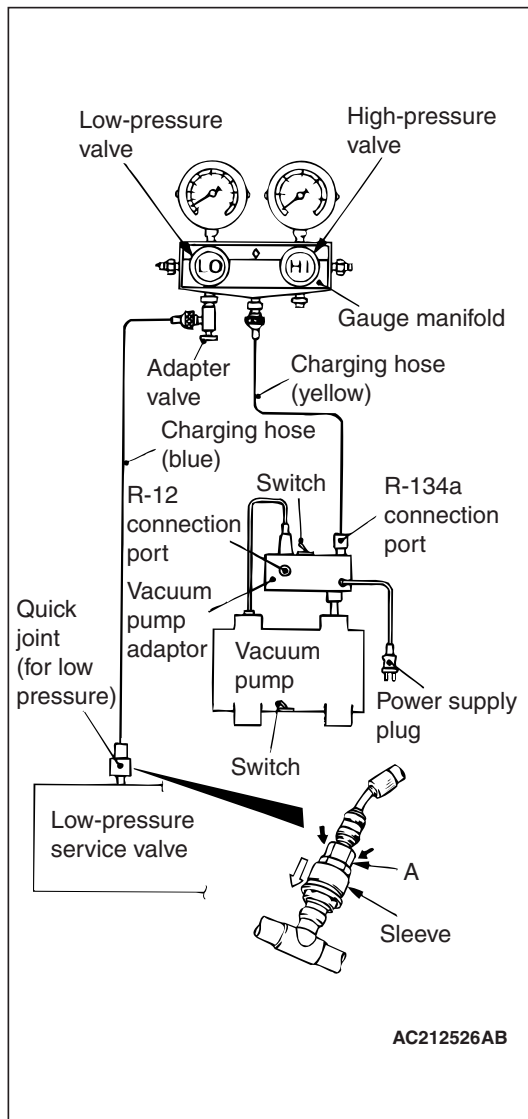 Low-pressure
valve
High-pressure
valve
LO
HI
Gauge manifold
Adapter
valve
Charging hose
(yellow)
Charging hose
(blue)
Switch
R-12
connection
port
R-134a
connection
port
Vacuum
pump
adaptor
Quick
joint
(for low
pressure)
Vacuum
pump
Power supply
plug
Switch
Low-pressure
service valve
A
Sleeve
AC212526AB